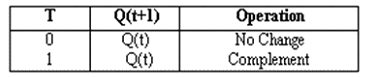 T Q(t+1) Operation
0 Q(t) No Change
1 Q(t) Complement